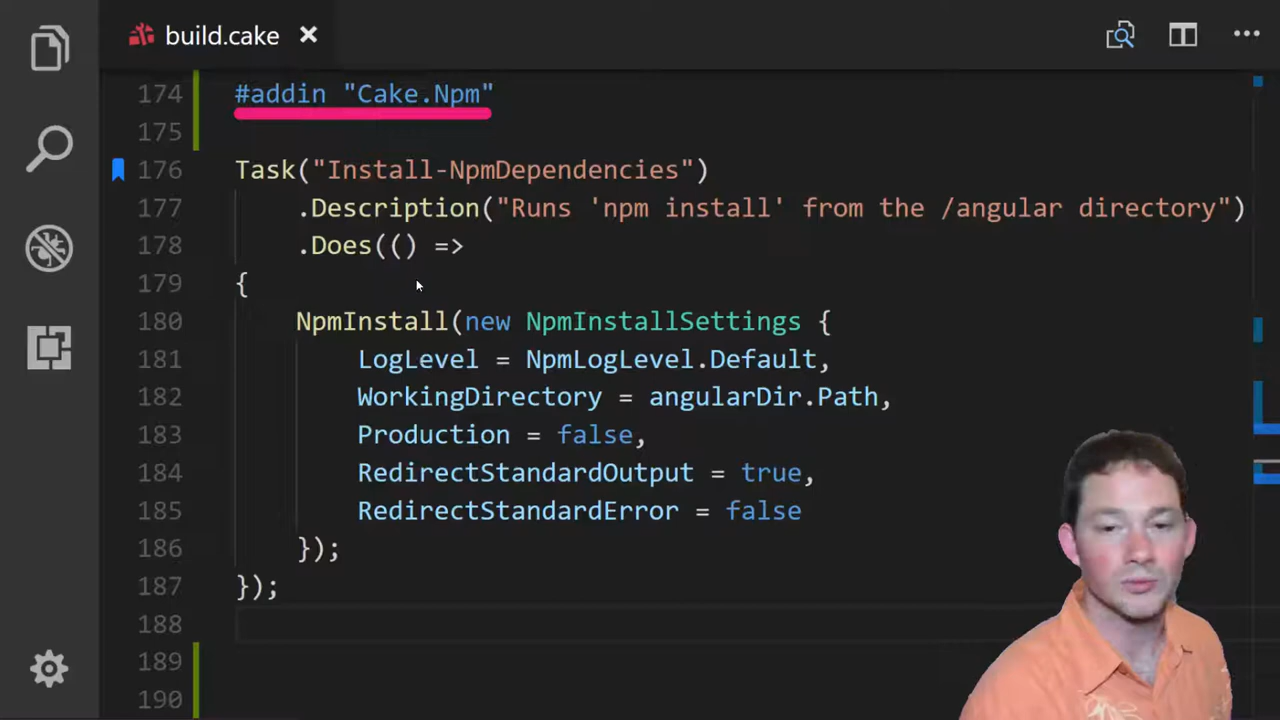 build.cake
174 #addin "Cake.Npm"
175
176 Task("Install-NpmDependencies")
177     .Description("Runs 'npm install' from the /angular directory")
178     .Does(() =>
179 {
180     NpmInstall(new NpmInstallSettings {
181         LogLevel = NpmLogLevel.Default,
182         WorkingDirectory = angularDir.Path,
183         Production = false,
184         RedirectStandardOutput = true,
185         RedirectStandardError = false
186     });
187 });
188
189
190